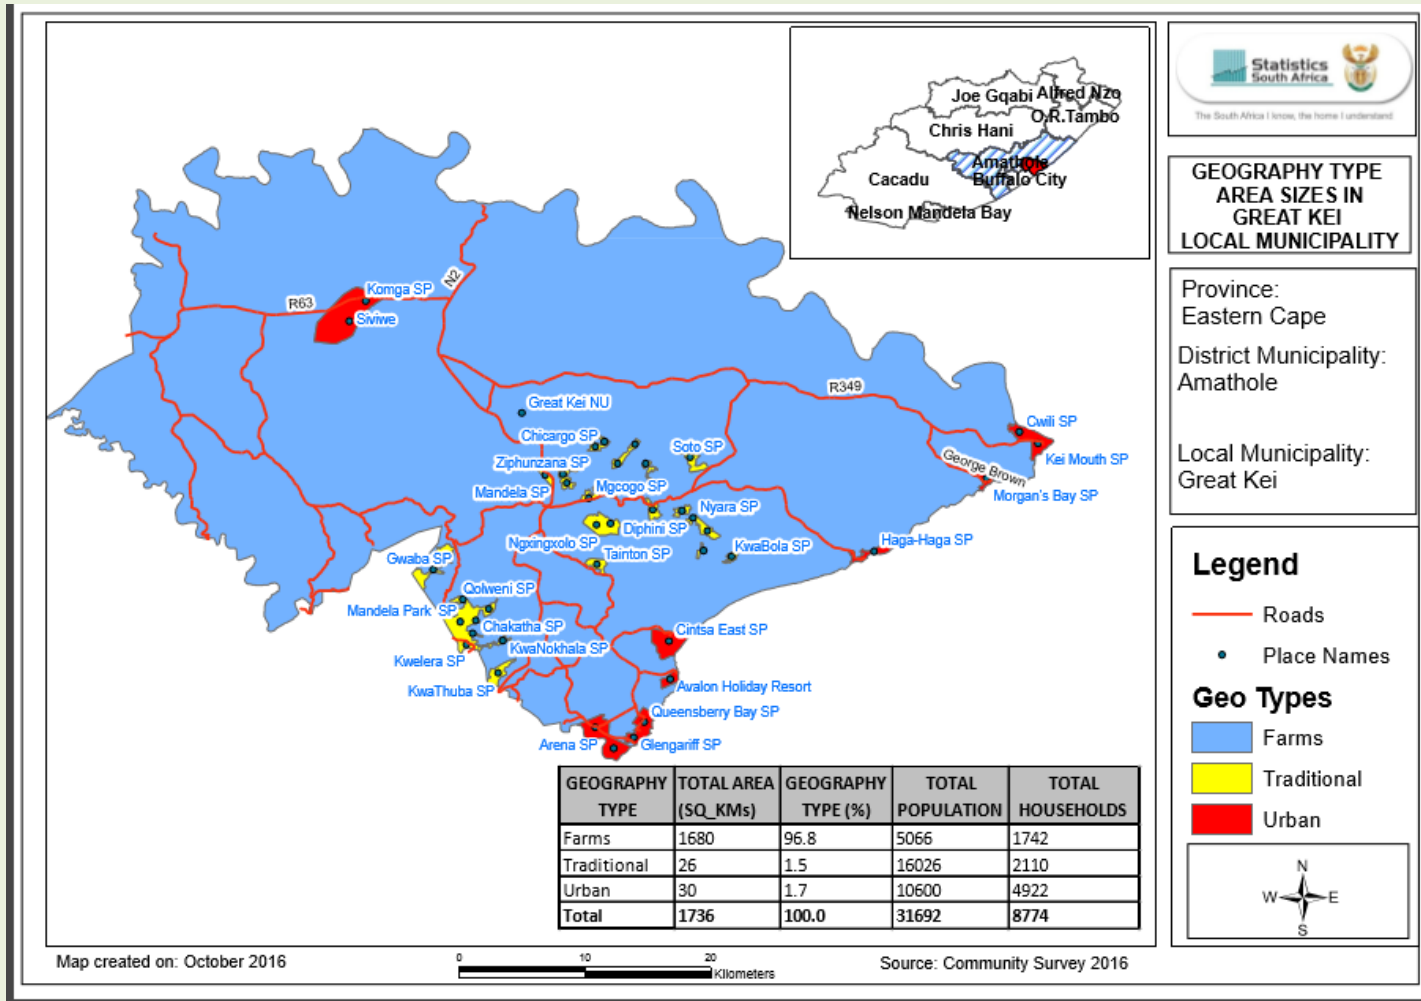 Joe Gqabi
Alfred Nzo
O.R.Tambo
Chris Hani
Amathole
Buffalo City
Cacadu
Nelson Mandela Bay
Statistics
South Africa
The South Africa I know, the home I understand
GEOGRAPHY TYPE
AREA SIZES IN
GREAT KEI
LOCAL MUNICIPALITY
Province:
Eastern Cape
District Municipality:
Amathole
Local Municipality:
Great Kei
Legend
Roads
Place Names
Geo Types
Farms
Traditional
Urban
N
W E
S
N2
R63
Komga SP
Siviwe
R349
Great Kei NU
Chicargo SP
Soto SP
Cwili SP
Kei Mouth SP
George Brown
Morgan's Bay SP
Ziphunzana SP
Mandela SP
Mgcogo SP
Nyara SP
Diphini SP
Ngxingxolo SP
Tainton SP
KwaBola SP
Haga-Haga SP
Gwaba SP
Qolweni SP
Mandela Park SP
Chakatha SP
KwaNokhala SP
Kwelera SP
KwaThuba SP
Cintsa East SP
Avalon Holiday Resort
Queensberry Bay SP
Arena SP
Glengariff SP
GEOGRAPHY TYPE TOTAL AREA (SQ_KMs) GEOGRAPHY TYPE (%) TOTAL POPULATION TOTAL HOUSEHOLDS
Farms 1680 96.8 5066 1742
Traditional 26 1.5 16026 2110
Urban 30 1.7 10600 4922
Total 1736 100.0 31692 8774
Map created on: October 2016
0 10 20
Kilometers
Source: Community Survey 2016